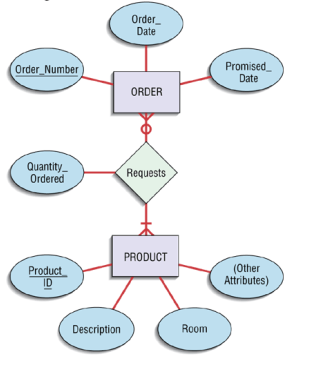 Order_
Date
Order_Number
Promised_
Date
ORDER
Quantity_
Ordered
Requests
PRODUCT
Product_
ID
(Other
Attributes)
Description
Room